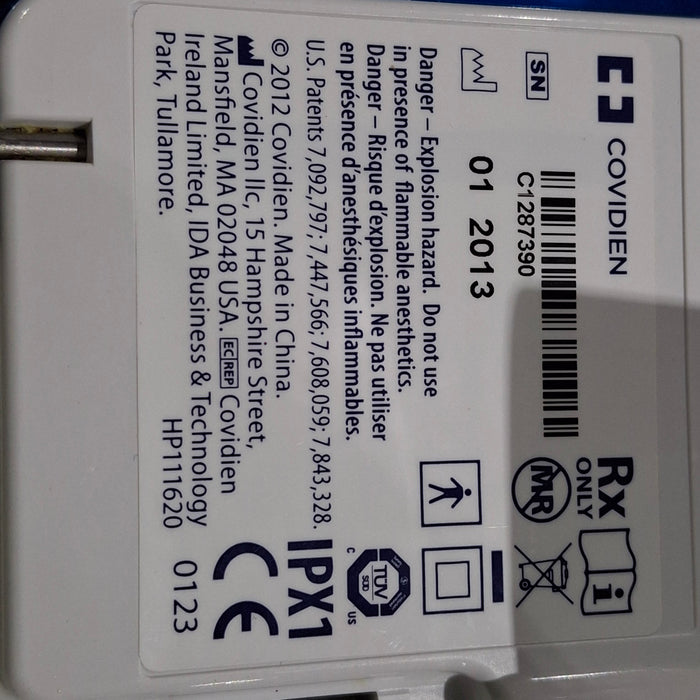 COVIDIEN
Rx
ONLY
i
SN
C1287390
MR
01 2013
Danger – Explosion hazard. Do not use
in presence of flammable anesthetics.
Danger – Risque d'explosion. Ne pas utiliser
en présence d'anesthésiques inflammables.
U.S. Patents 7,092,797; 7,447,566; 7,608,059; 7,843,328.
© 2012 Covidien. Made in China.
Covidien llc, 15 Hampshire Street,
Mansfield, MA 02048 USA. EC REP Covidien
Ireland Limited, IDA Business & Technology
Park, Tullamore.
HP111620
TÜV
SÜD
C
US
IPX1
CE
0123